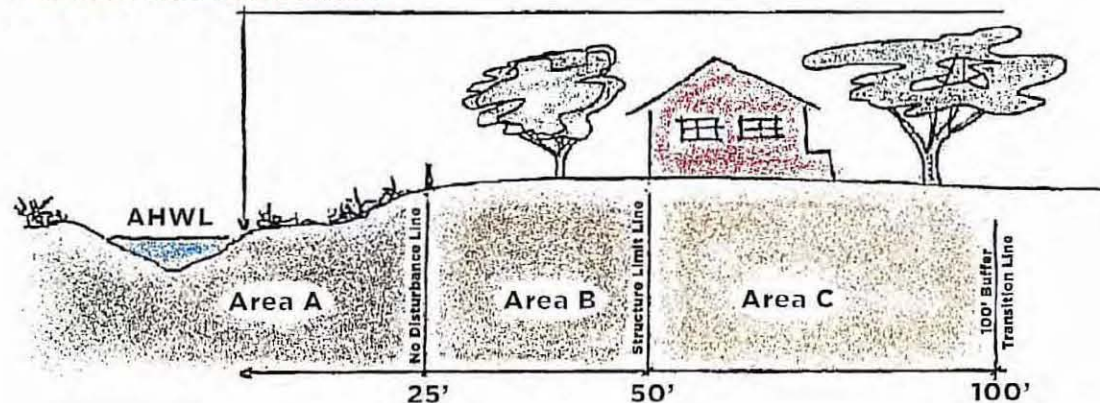 AHWL
Area A
No Disturbance Line
Area B
Structure Limit Line
Area C
100' Buffer
Transition Line
25'
50'
100'